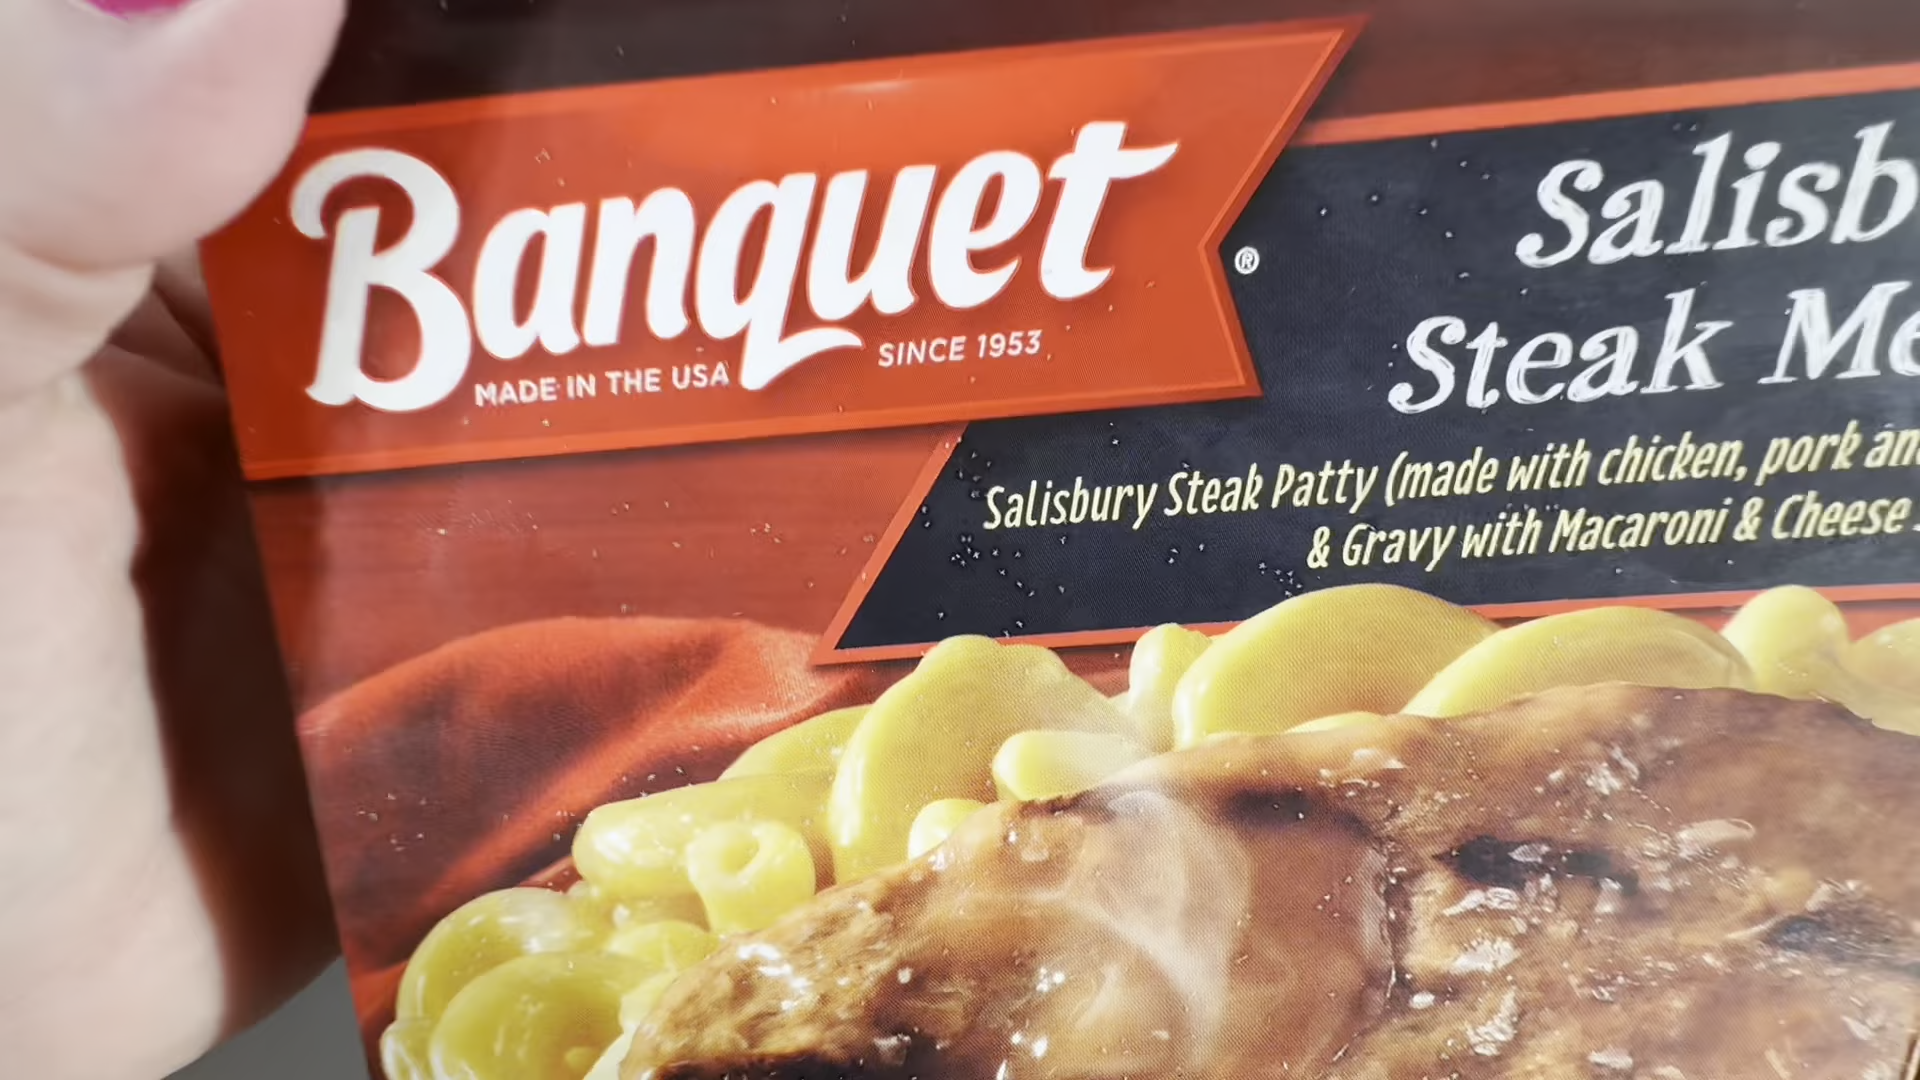 Banquet
MADE IN THE USA
SINCE 1953
®
Salisb
Steak Me
Salisbury Steak Patty (made with chicken, pork an
& Gravy with Macaroni & Cheese